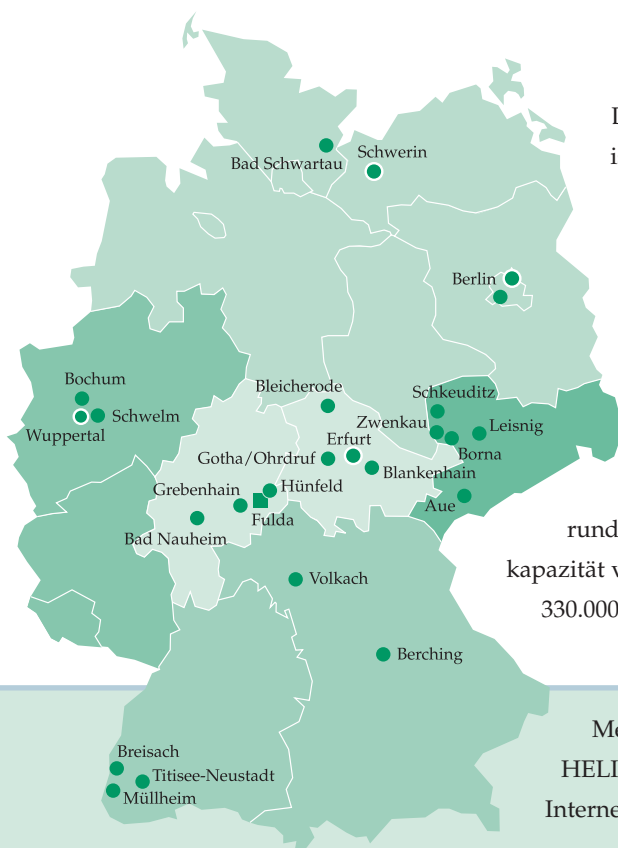 Schwerin
Bad Schwartau
Berlin
Bochum
Schwelm
Wuppertal
Bleicherode
Schkeuditz
Zwenkau
Leisnig
Erfurt
Borna
Gotha/Ohrdruf
Blankenhain
Grebenhain
Hünfeld
Aue
Fulda
Bad Nauheim
rund
kapazität v
330.000
Volkach
Berching
Me
HELI
Interne
Breisach
Titisee-Neustadt
Müllheim